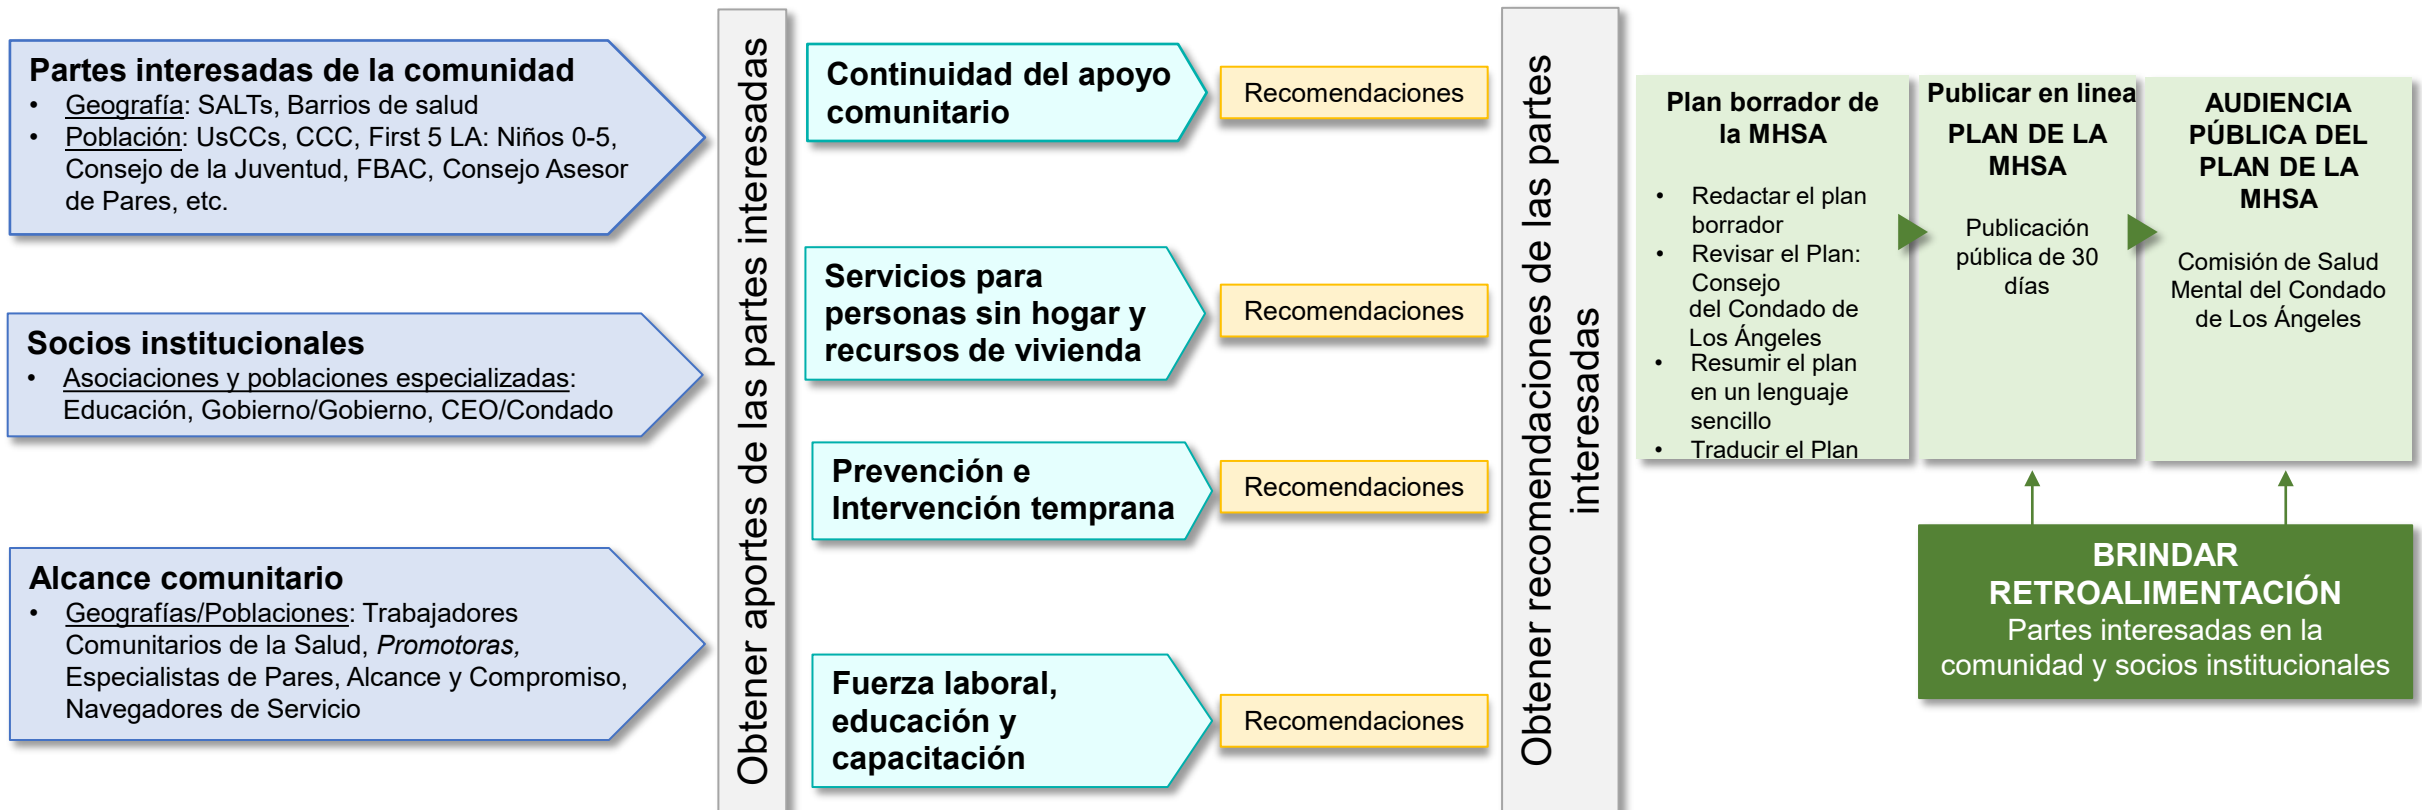 Partes interesadas de la comunidad
• Geografía: SALTs, Barrios de salud
• Población: UsCCs, CCC, First 5 LA: Niños 0-5,
Consejo de la Juventud, FBAC, Consejo Asesor
de Pares, etc.
Socios institucionales
• Asociaciones y poblaciones especializadas:
Educación, Gobierno/Gobierno, CEO/Condado
Alcance comunitario
• Geografías/Poblaciones: Trabajadores
Comunitarios de la Salud, Promotoras,
Especialistas de Pares, Alcance y Compromiso,
Navegadores de Servicio
Obtener aportes de las partes interesadas
Continuidad del apoyo
comunitario
Recomendaciones
Servicios para
personas sin hogar y
recursos de vivienda
Recomendaciones
Prevención e
Intervención temprana
Recomendaciones
Fuerza laboral,
educación y
capacitación
Recomendaciones
Obtener recomendaciones de las partes
interesadas
Plan borrador de
la MHSA
• Redactar el plan
borrador
• Revisar el Plan:
Consejo
del Condado de
Los Ángeles
• Resumir el plan
en un lenguaje
sencillo
• Traducir el Plan
Publicar en linea
PLAN DE LA
MHSA
Publicación
pública de 30
días
AUDIENCIA
PÚBLICA DEL
PLAN DE LA
MHSA
Comisión de Salud
Mental del Condado
de Los Ángeles
BRINDAR
RETROALIMENTACIÓN
Partes interesadas en la
comunidad y socios institucionales